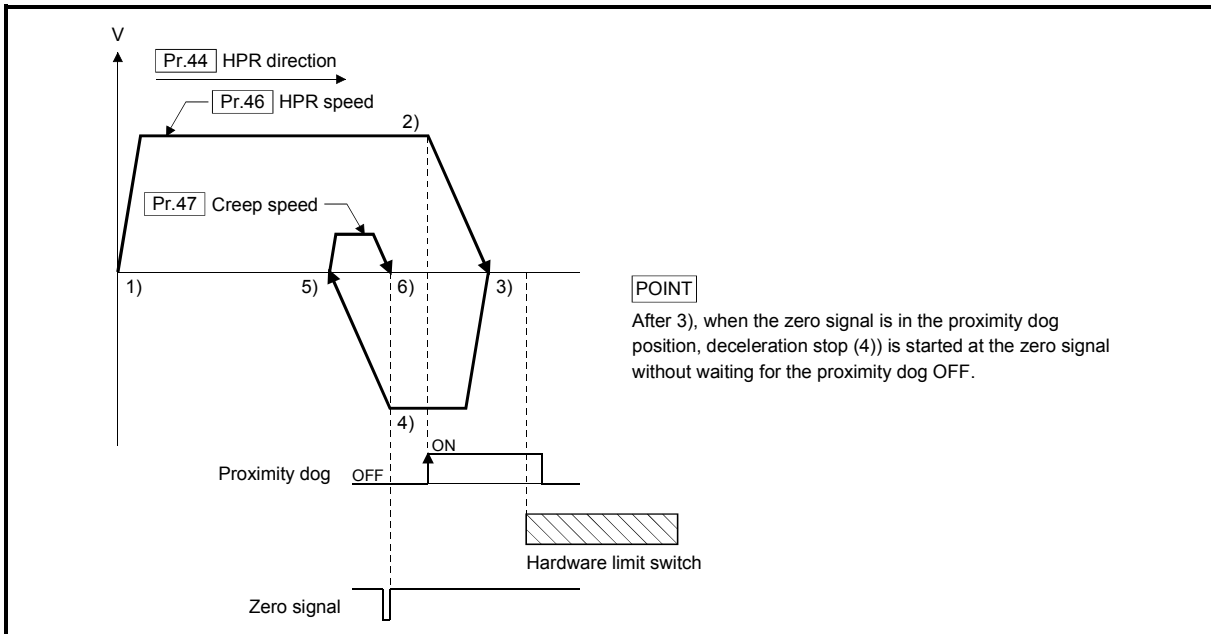 V
Pr.44 HPR direction
Pr.46 HPR speed
2)
Pr.47 Creep speed
1)
5)
6)
3)
POINT
After 3), when the zero signal is in the proximity dog
position, deceleration stop (4)) is started at the zero signal
without waiting for the proximity dog OFF.
4)
ON
Proximity dog OFF
Hardware limit switch
Zero signal